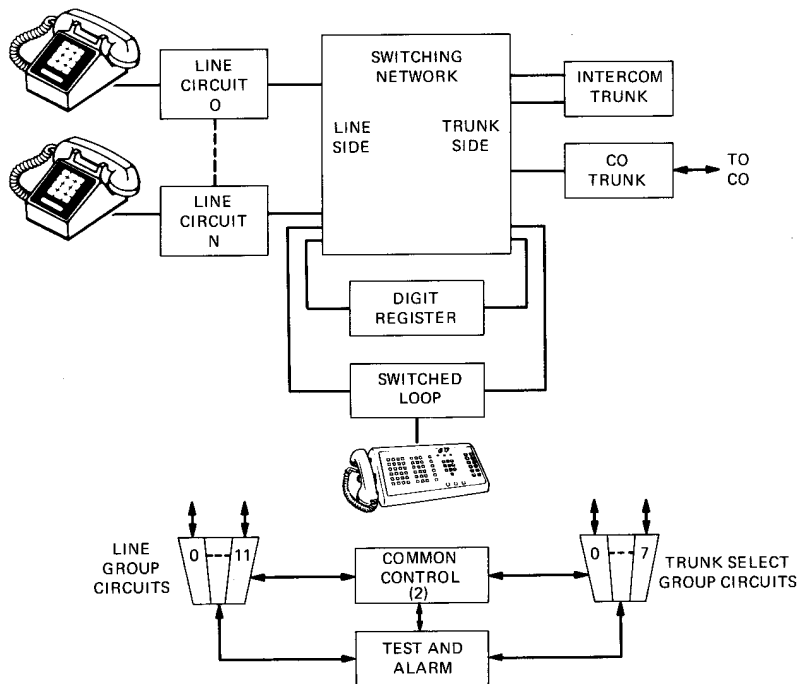 LINE
CIRCUIT
0
SWITCHING
NETWORK
LINE
SIDE
TRUNK
SIDE
INTERCOM
TRUNK
CO
TRUNK
TO
CO
LINE
CIRCUIT
N
DIGIT
REGISTER
SWITCHED
LOOP
LINE
GROUP
CIRCUITS
0
11
COMMON
CONTROL
(2)
0
7
TRUNK SELECT
GROUP CIRCUITS
TEST AND
ALARM